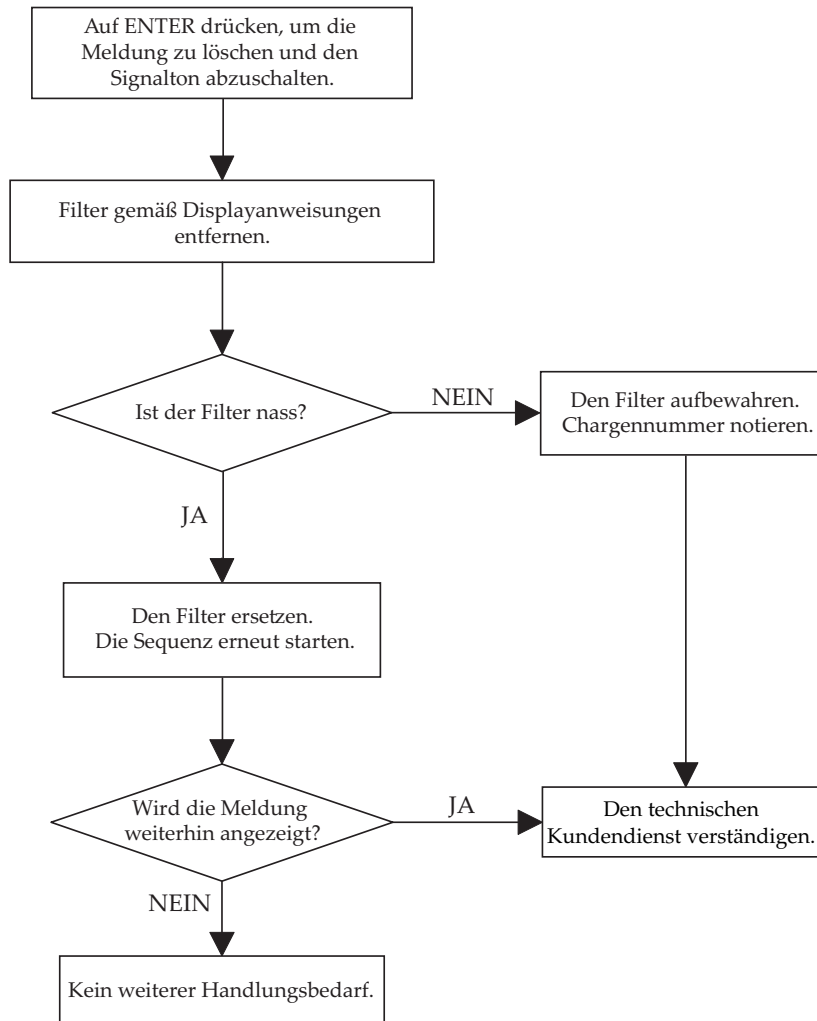 Auf ENTER drücken, um die
Meldung zu löschen und den
Signalton abzuschalten.
Filter gemäß Displayanweisungen
entfernen.
Ist der Filter nass?
NEIN
Den Filter aufbewahren.
Chargennummer notieren.
JA
Den Filter ersetzen.
Die Sequenz erneut starten.
Wird die Meldung
weiterhin angezeigt?
JA
Den technischen
Kundendienst verständigen.
NEIN
Kein weiterer Handlungsbedarf.